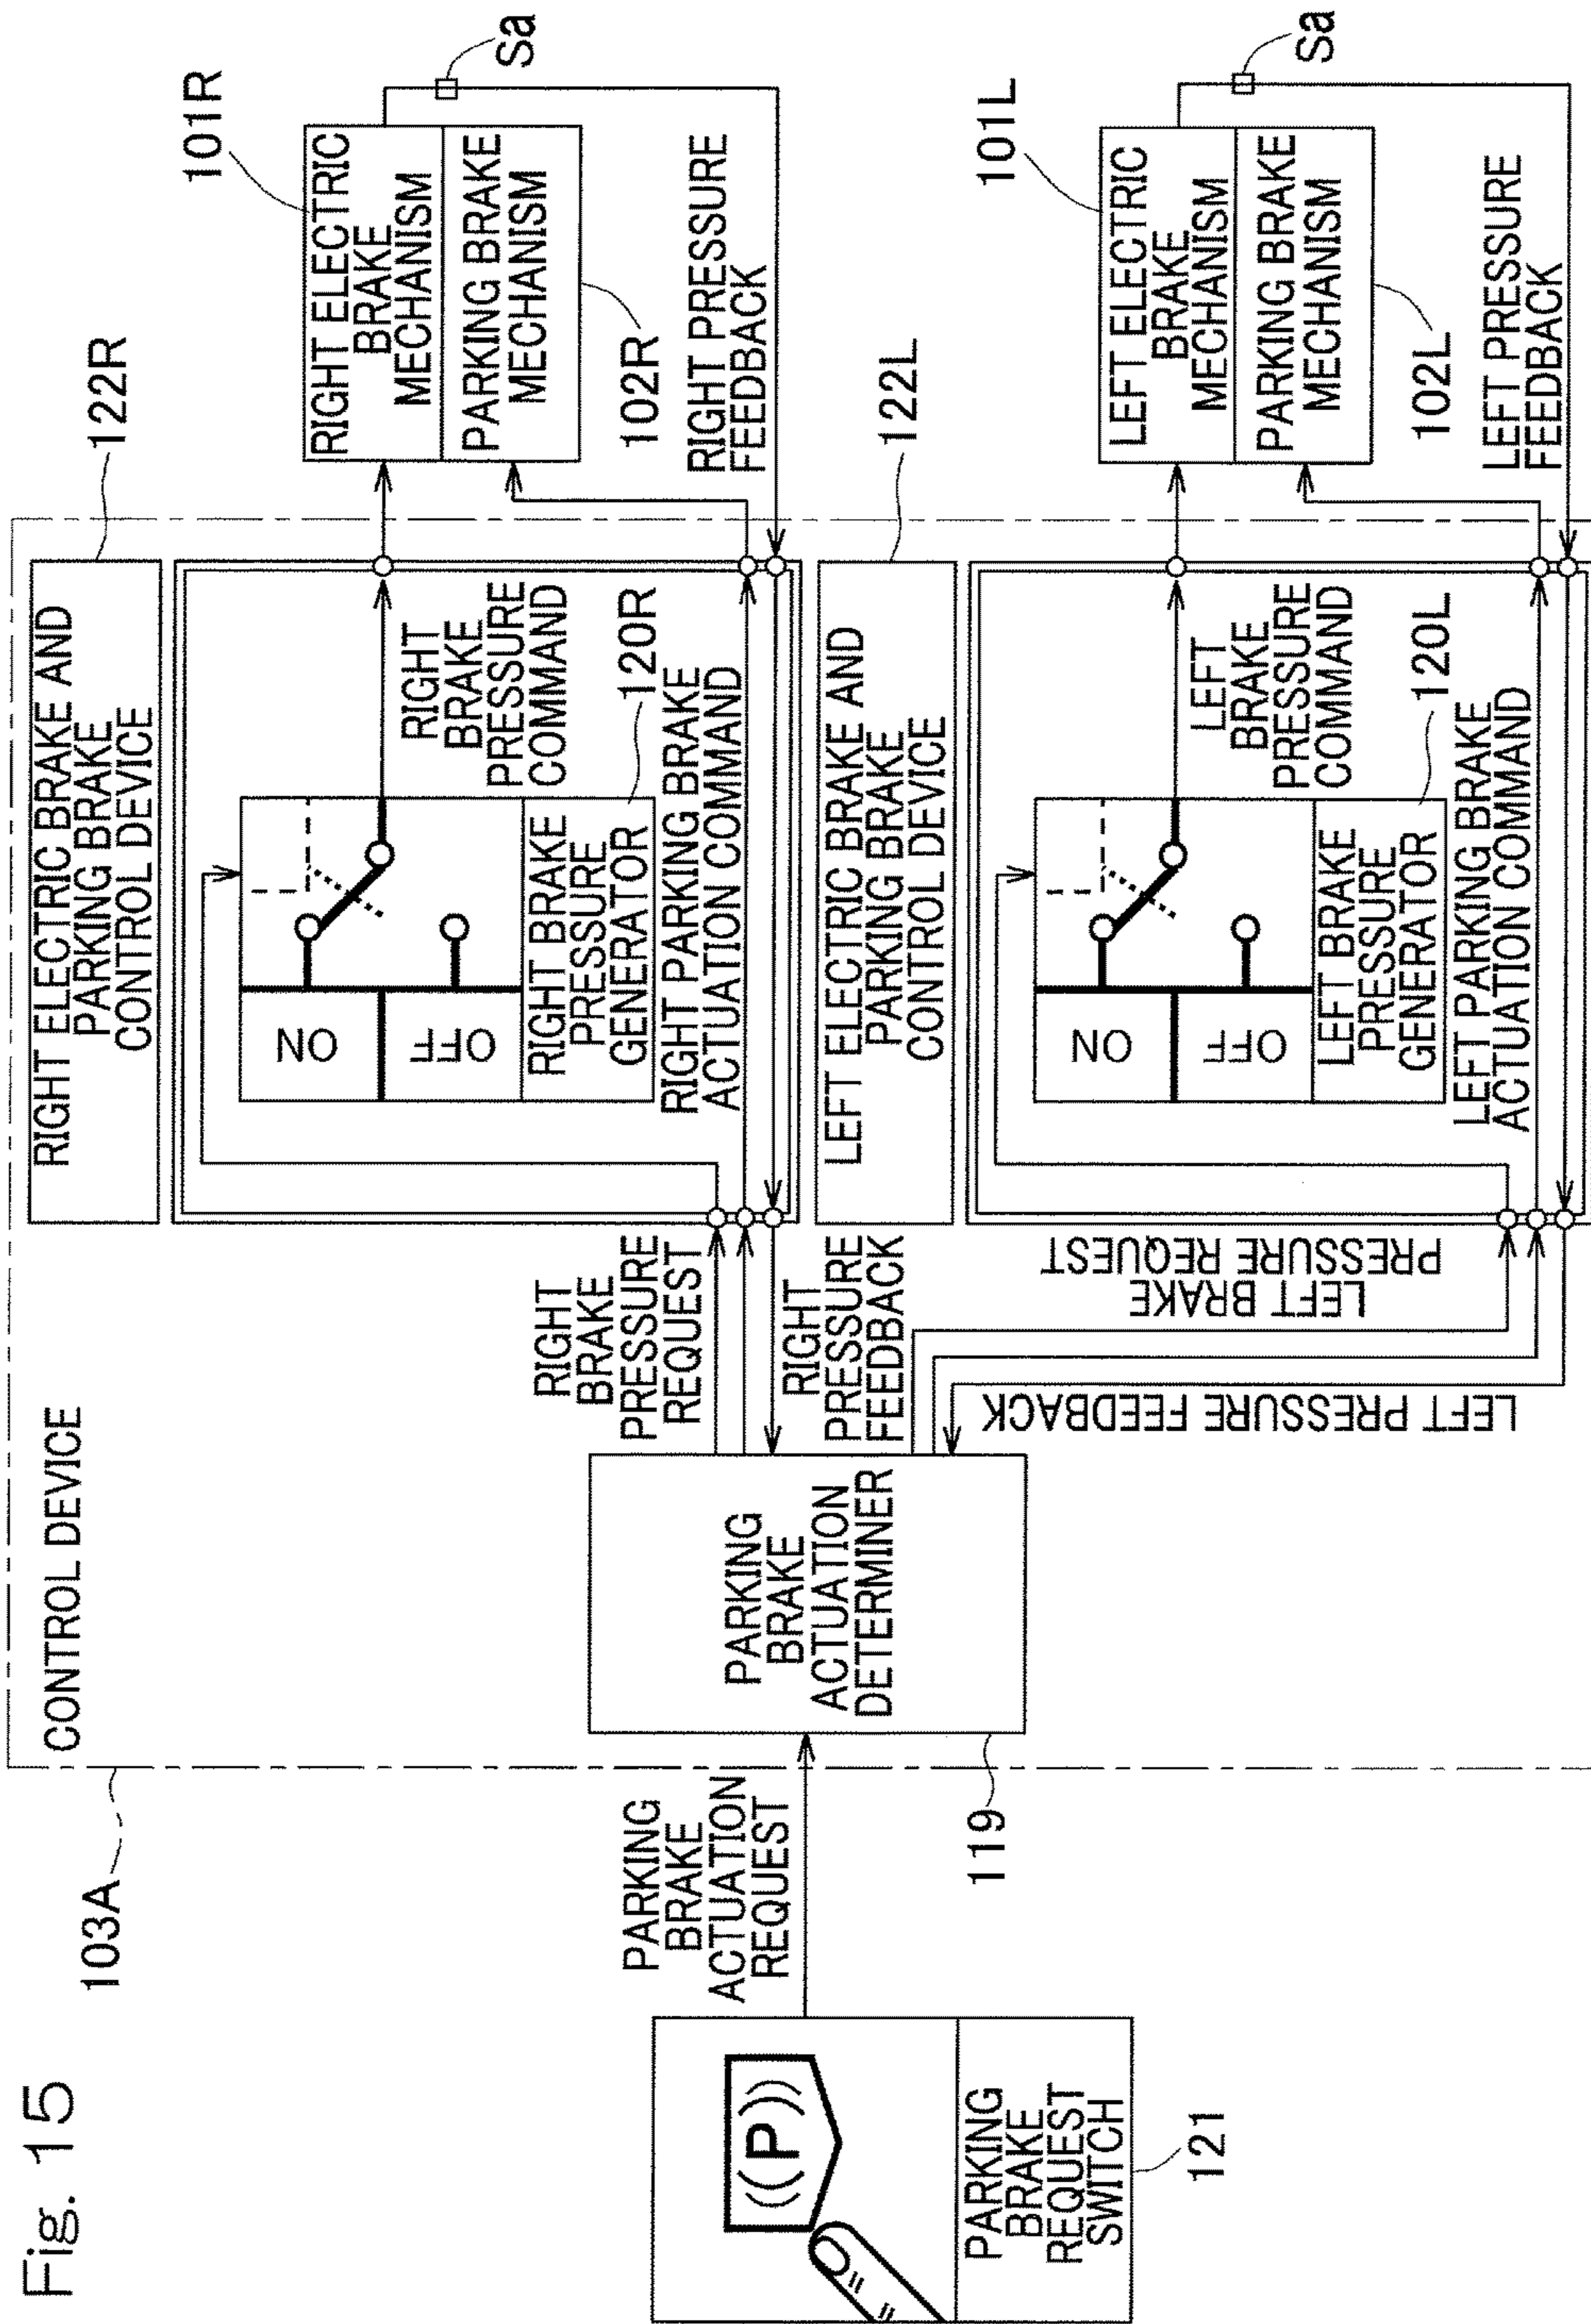 Fig. 15
103A
CONTROL DEVICE
PARKING
BRAKE
REQUEST
SWITCH
121
((P))
PARKING
BRAKE
ACTUATION
REQUEST
PARKING
BRAKE
ACTUATION
DETERMINER
119
RIGHT
BRAKE
PRESSURE
REQUEST
RIGHT
PRESSURE
FEEDBACK
LEFT BRAKE
PRESSURE REQUEST
LEFT PRESSURE FEEDBACK
RIGHT ELECTRIC BRAKE AND
PARKING BRAKE
CONTROL DEVICE
122R
ON
OFF
RIGHT BRAKE
PRESSURE
GENERATOR
120R
RIGHT
BRAKE
PRESSURE
COMMAND
RIGHT PARKING BRAKE
ACTUATION COMMAND
RIGHT ELECTRIC
BRAKE
MECHANISM
101R
PARKING BRAKE
MECHANISM
102R
Sa
RIGHT PRESSURE
FEEDBACK
LEFT ELECTRIC BRAKE AND
PARKING BRAKE
CONTROL DEVICE
122L
ON
OFF
LEFT BRAKE
PRESSURE
GENERATOR
120L
LEFT
BRAKE
PRESSURE
COMMAND
LEFT PARKING BRAKE
ACTUATION COMMAND
LEFT ELECTRIC
BRAKE
MECHANISM
101L
PARKING BRAKE
MECHANISM
102L
Sa
LEFT PRESSURE
FEEDBACK